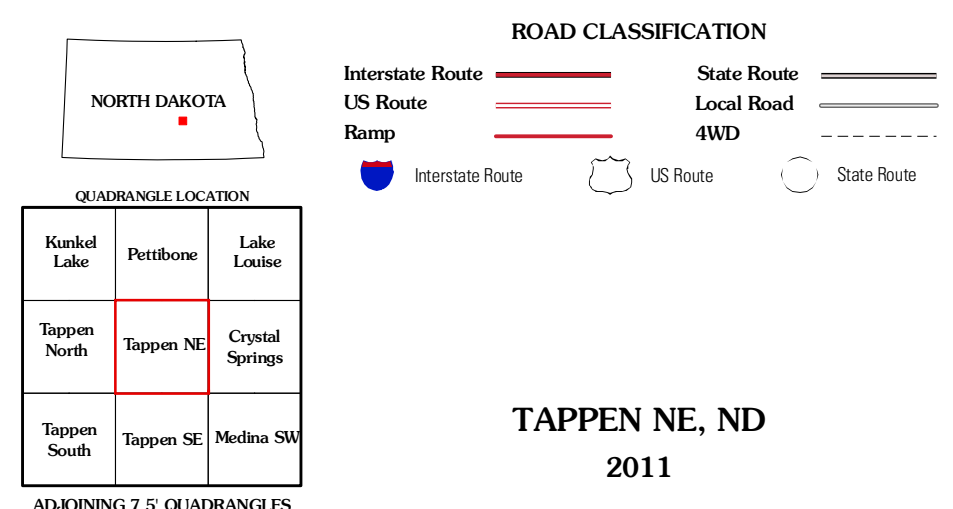 ROAD CLASSIFICATION
Interstate Route
State Route
US Route
Local Road
Ramp
4WD
Interstate Route
US Route
State Route
NORTH DAKOTA
QUADRANGLE LOCATION
Kunkel
Lake
Pettibone
Lake
Louise
Tappen
North
Tappen NE
Crystal
Springs
Tappen
South
Tappen SE
Medina SW
ADJOINING 7.5' QUADRANGLES
TAPPEN NE, ND
2011